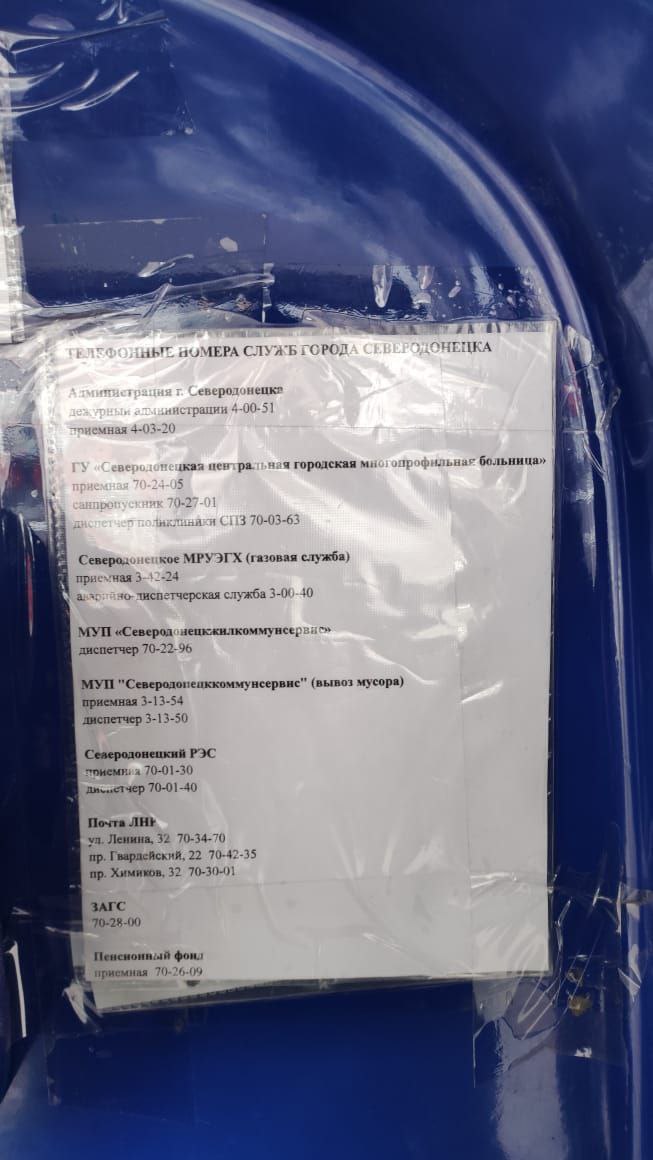 ТЕЛЕФОННЫЕ НОМЕРА СЛУЖБ ГОРОДА СЕВЕРОДОНЕЦКА
Администрация г. Северодонецка
дежурный администрации 4-00-51
приемная 4-03-20
ГУ «Северодонецкая центральная городская многопрофильная больница»
приемная 70-24-05
санпропускник 70-27-01
диспетчер поликлиники СПЗ 70-03-63
Северодонецкое МРУЭГХ (газовая служба)
приемная 3-42-24
аварийно-диспетчерская служба 3-00-40
МУП «Северодонецкжилкоммунсервис»
диспетчер 70-22-96
МУП "Северодонецккоммунсервис" (вывоз мусора)
приемная 3-13-54
диспетчер 3-13-50
Северодонецкий РЭС
приемная 70-01-30
диспетчер 70-01-40
Почта ЛНР
ул. Ленина, 32 70-34-70
пр. Гвардейский, 22 70-42-35
пр. Химиков, 32 70-30-01
ЗАГС
70-28-00
Пенсионный фонд
приемная 70-26-09